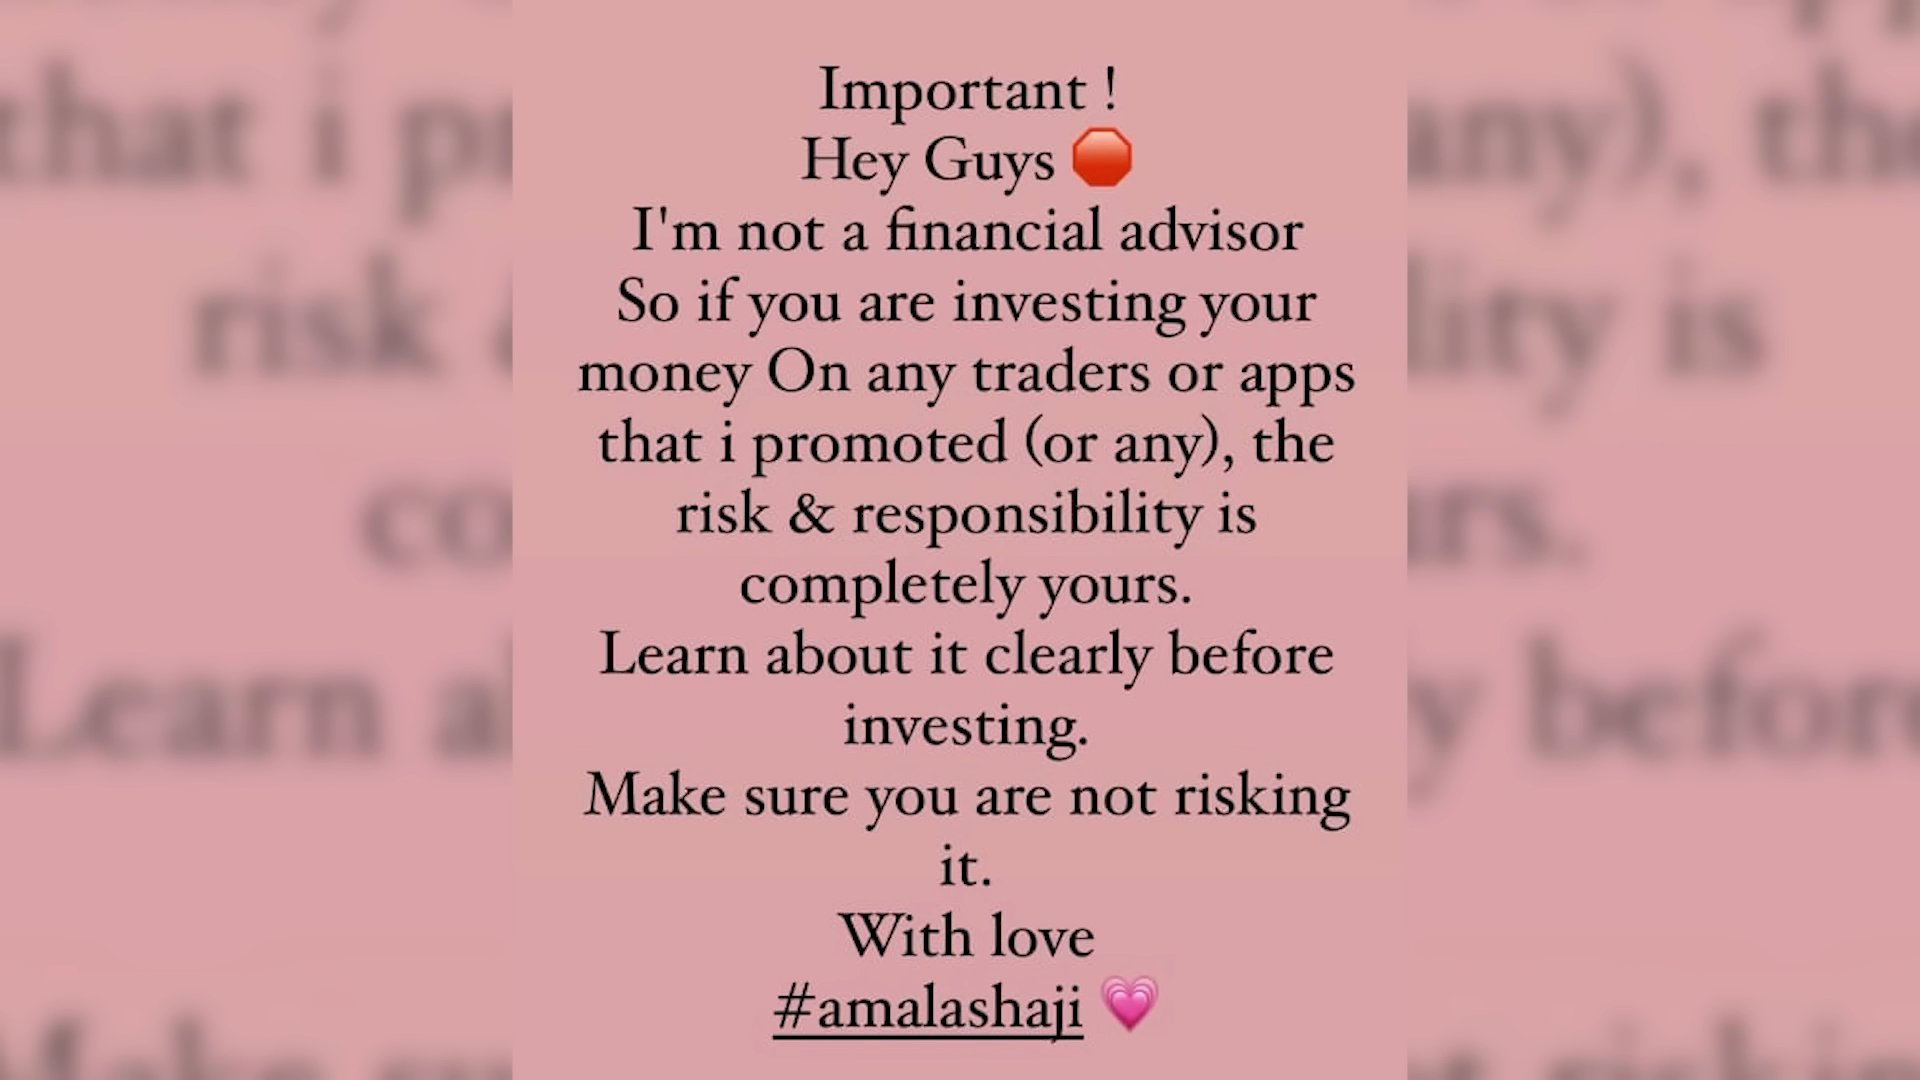 Important !
Hey Guys 🛑
I'm not a financial advisor
So if you are investing your
money On any traders or apps
that i promoted (or any), the
risk & responsibility is
completely yours.
Learn about it clearly before
investing.
Make sure you are not risking
it.
With love
#amalashaji 💗